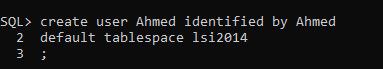 SQL> create user Ahmed identified by Ahmed
2 default tablespace lsi2014
3 ;